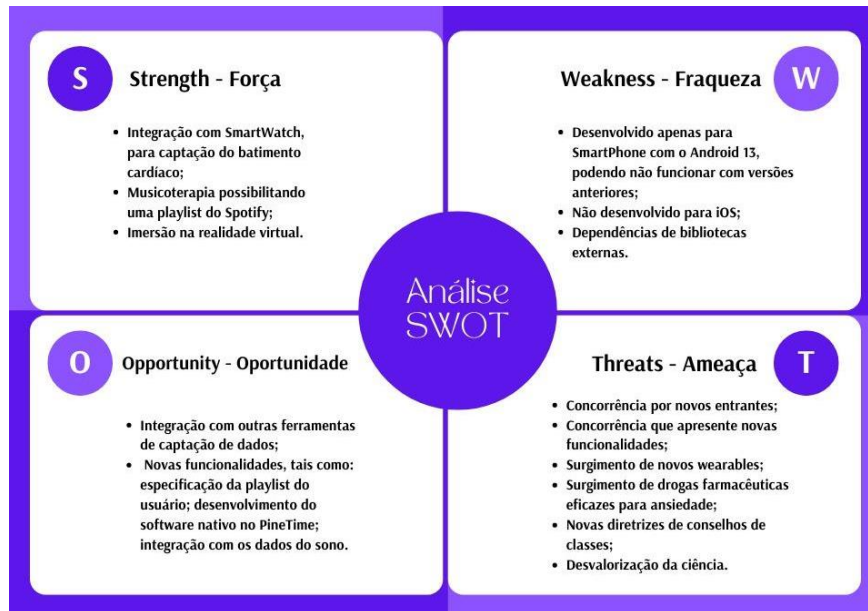 S
Strength - Força
• Integração com SmartWatch,
para captação do batimento
cardíaco;
• Musicoterapia possibilitando
uma playlist do Spotify;
• Imersão na realidade virtual.
Weakness - Fraqueza
W
• Desenvolvido apenas para
SmartPhone com o Android 13,
podendo não funcionar com versões
anteriores;
• Não desenvolvido para iOS;
• Dependências de bibliotecas
externas.
Análise
SWOT
O
Opportunity - Oportunidade
• Integração com outras ferramentas
de captação de dados;
• Novas funcionalidades, tais como:
especificação da playlist do
usuário; desenvolvimento do
software nativo no PineTime;
integração com os dados do sono.
Threats - Ameaça
T
• Concorrência por novos entrantes;
• Concorrência que apresente novas
funcionalidades;
• Surgimento de novos wearables;
• Surgimento de drogas farmacêuticas
eficazes para ansiedade;
• Novas diretrizes de conselhos de
classes;
• Desvalorização da ciência.